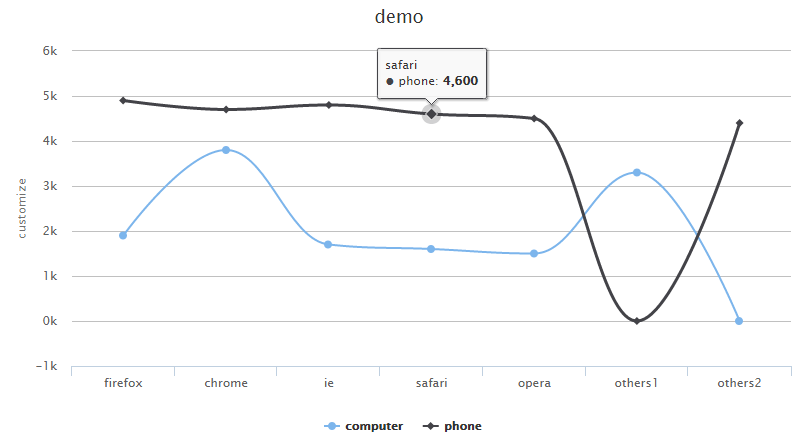 demo
6k
5k
4k
3k
2k
1k
0k
-1k
customize
safari
phone: 4,600
firefox chrome ie safari opera others1 others2
computer phone